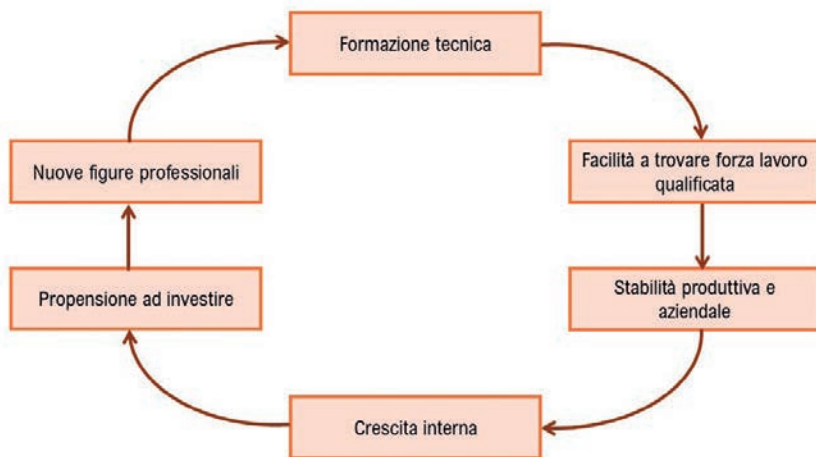 Formazione tecnica
Facilità a trovare forza lavoro
qualificata
Stabilità produttiva e
aziendale
Crescita interna
Propensione ad investire
Nuove figure professionali